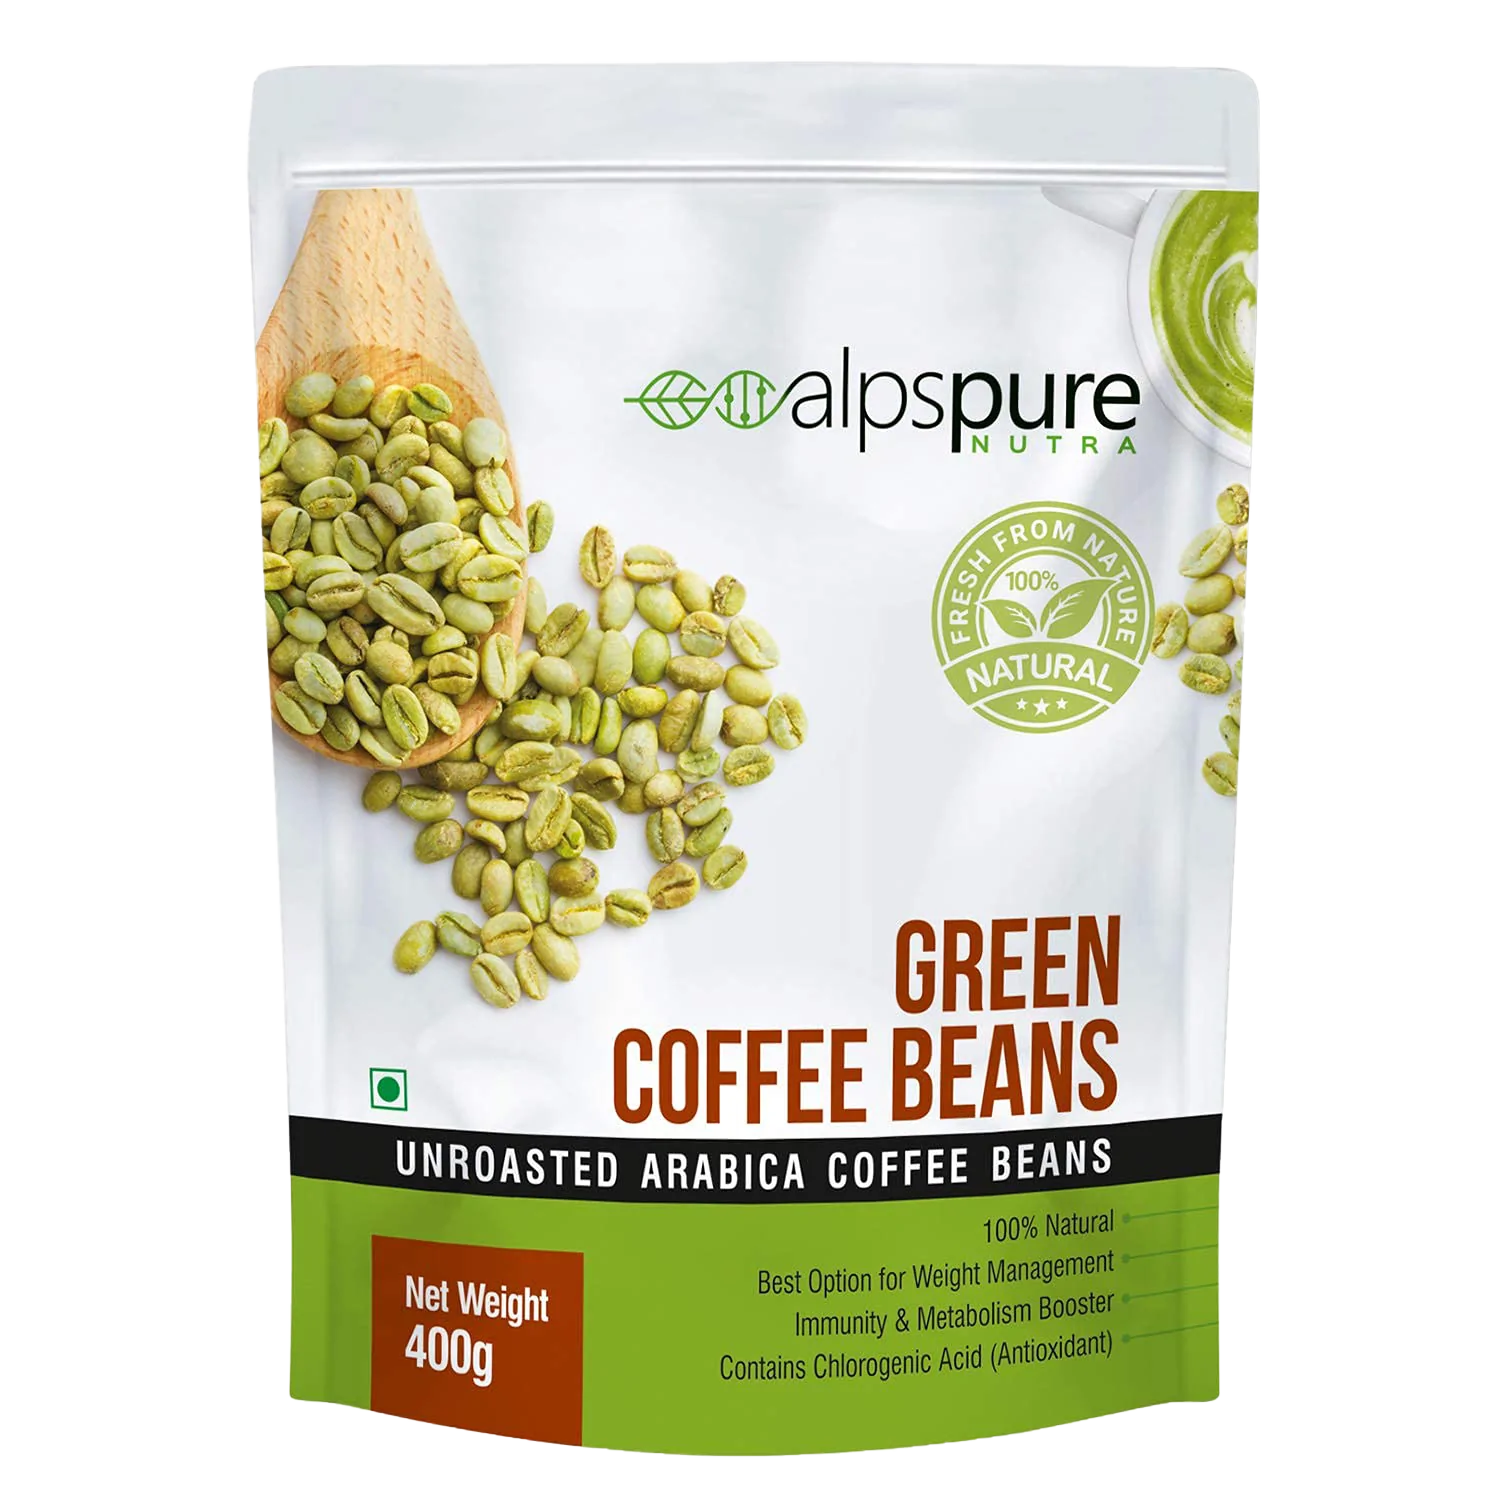 alpspure
NUTRA
FRESH FROM NATURE
100%
NATURAL
GREEN
COFFEE BEANS
UNROASTED ARABICA COFFEE BEANS
100% Natural
Best Option for Weight Management
Immunity & Metabolism Booster
Contains Chlorogenic Acid (Antioxidant)
Net Weight
400g